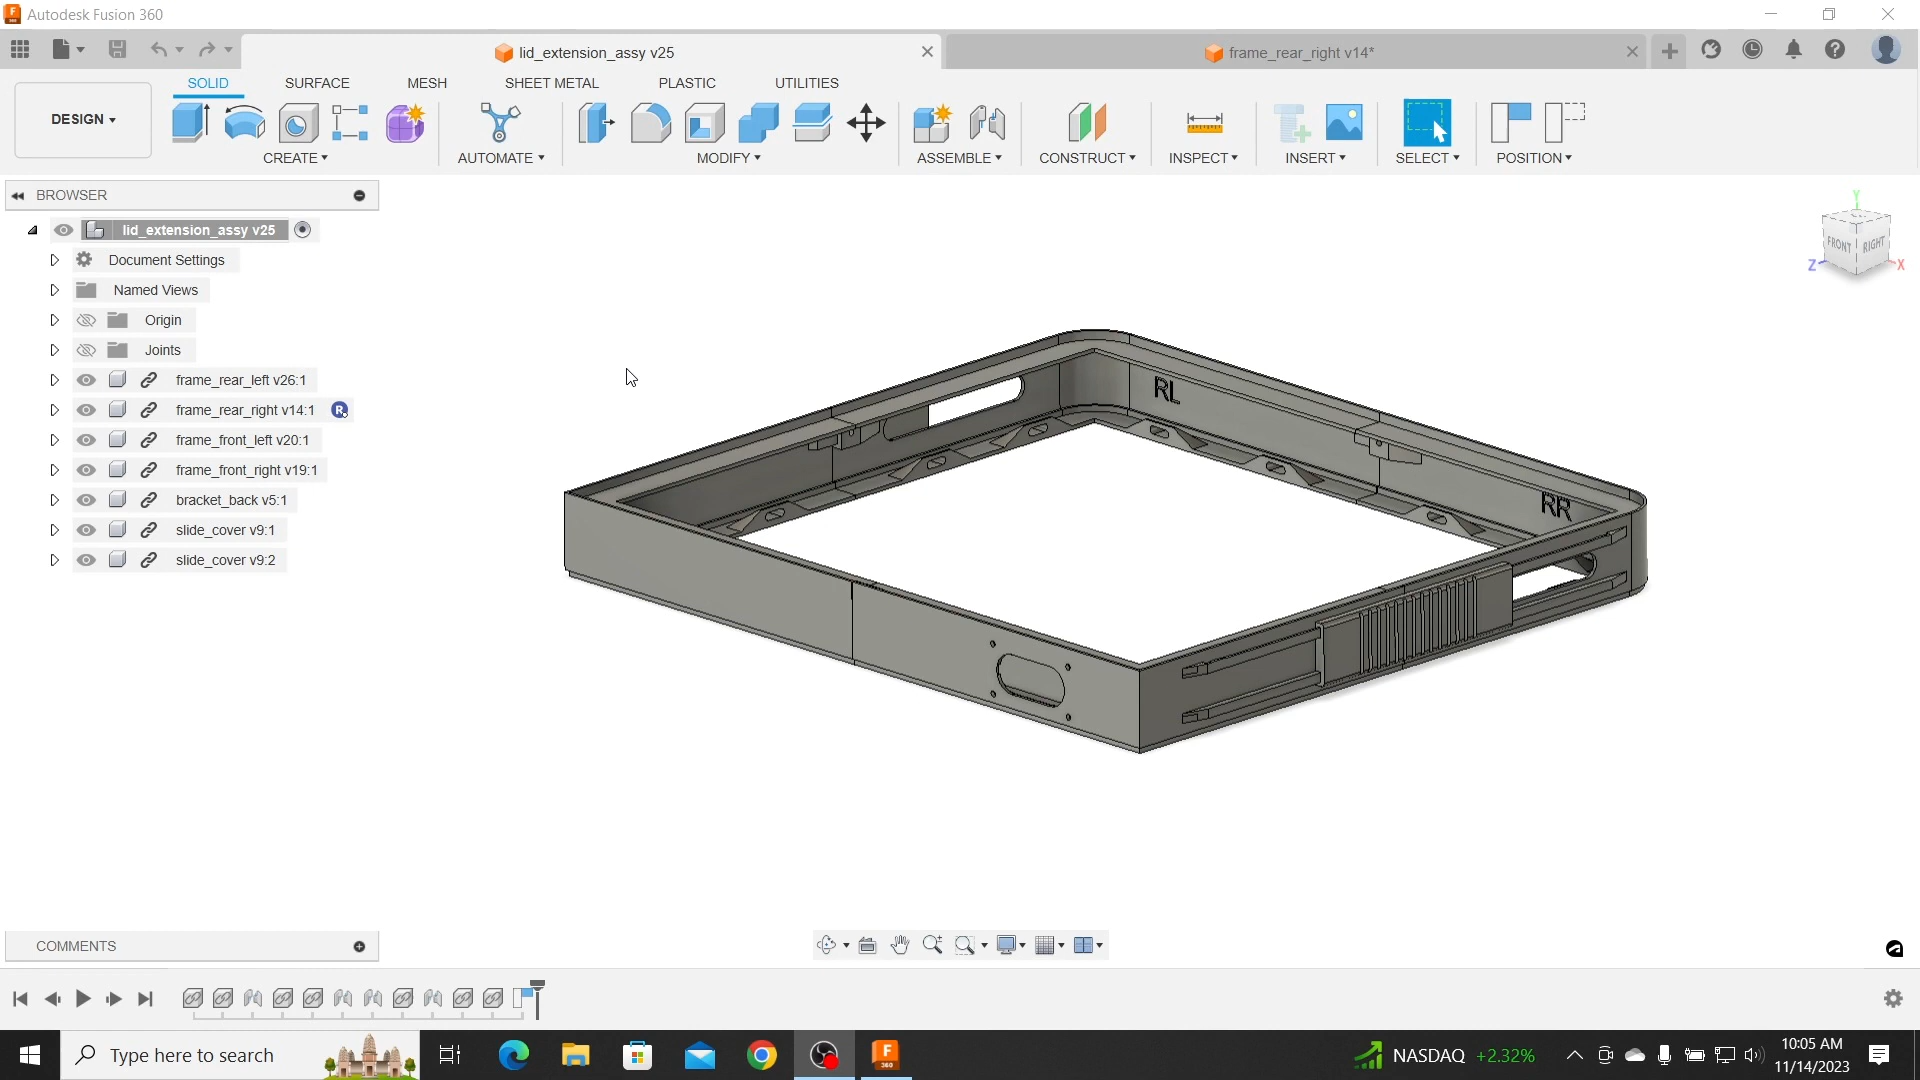 Autodesk Fusion 360
lid_extension_assy v25
frame_rear_right v14*
DESIGN
SOLID
SURFACE
MESH
SHEET METAL
PLASTIC
UTILITIES
CREATE
AUTOMATE
MODIFY
ASSEMBLE
CONSTRUCT
INSPECT
INSERT
SELECT
POSITION
BROWSER
lid_extension_assy v25
Document Settings
Named Views
Origin
Joints
frame_rear_left v26:1
frame_rear_right v14:1
R
frame_front_left v20:1
frame_front_right v19:1
bracket_back v5:1
slide_cover v9:1
slide_cover v9:2
Y
FRONT
RIGHT
Z
X
RL
RR
COMMENTS
Type here to search
F
360
NASDAQ +2.32%
10:05 AM
11/14/2023